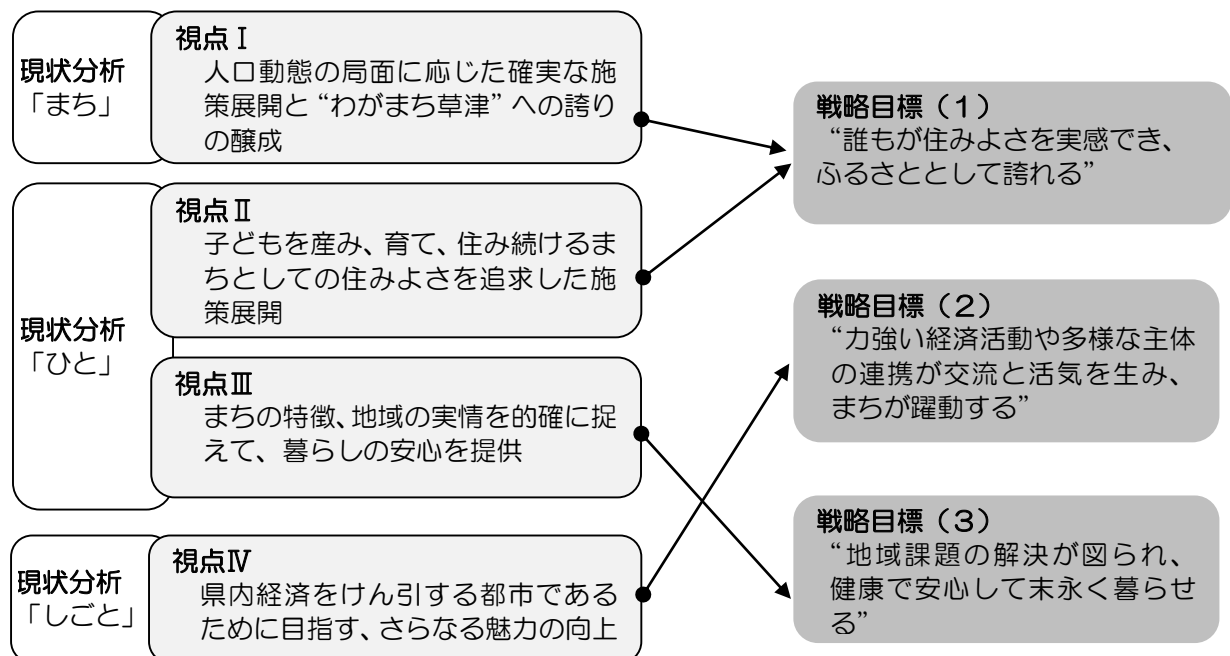 現状分析
「まち」
視点Ⅰ
人口動態の局面に応じた確実な施
策展開と“わがまち草津”への誇り
の醸成
現状分析
「ひと」
視点Ⅱ
子どもを産み、育て、住み続けるま
ちとしての住みよさを追求した施
策展開
視点Ⅲ
まちの特徴、地域の実情を的確に捉
えて、暮らしの安心を提供
現状分析
「しごと」
視点Ⅳ
県内経済をけん引する都市である
ために目指す、さらなる魅力の向上
戦略目標（１）
“誰もが住みよさを実感でき、
ふるさととして誇れる”
戦略目標（２）
“力強い経済活動や多様な主体
の連携が交流と活気を生み、
まちが躍動する”
戦略目標（３）
“地域課題の解決が図られ、
健康で安心して末永く暮らせ
る”